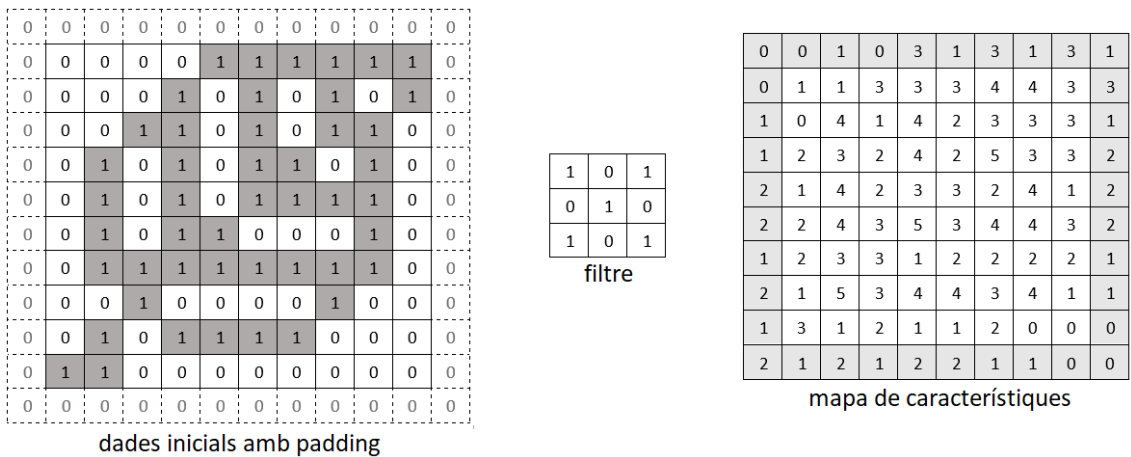 0 0 0 0 0 0 0 0 0 0 0 0
0 0 0 0 0 1 1 1 1 1 1 0
0 0 0 0 1 0 1 0 1 0 1 0
0 0 0 1 1 0 1 0 1 1 0 0
0 0 1 0 1 0 1 1 0 1 0 0
0 0 1 0 1 0 1 1 1 1 0 0
0 0 1 0 1 1 0 0 0 1 0 0
0 0 1 1 1 1 1 1 1 1 0 0
0 0 0 1 0 0 0 0 1 0 0 0
0 0 1 0 1 1 1 1 0 0 0 0
0 1 1 0 0 0 0 0 0 0 0 0
0 0 0 0 0 0 0 0 0 0 0 0
dades inicials amb padding
1 0 1
0 1 0
1 0 1
filtre
0 0 1 0 3 1 3 1 3 1
0 1 1 3 3 3 4 4 3 3
1 0 4 1 4 2 3 3 3 1
1 2 3 2 4 2 5 3 3 2
2 1 4 2 3 3 2 4 1 2
2 2 4 3 5 3 4 4 3 2
1 2 3 3 1 2 2 2 2 1
2 1 5 3 4 4 3 4 1 1
1 3 1 2 1 1 2 0 0 0
2 1 2 1 2 2 1 1 0 0
mapa de característiques